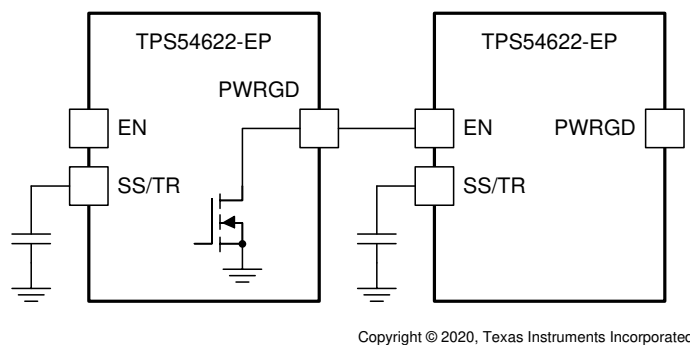 TPS54622-EP
PWRGD
EN
SS/TR
TPS54622-EP
EN
PWRGD
SS/TR
Copyright © 2020, Texas Instruments Incorporated